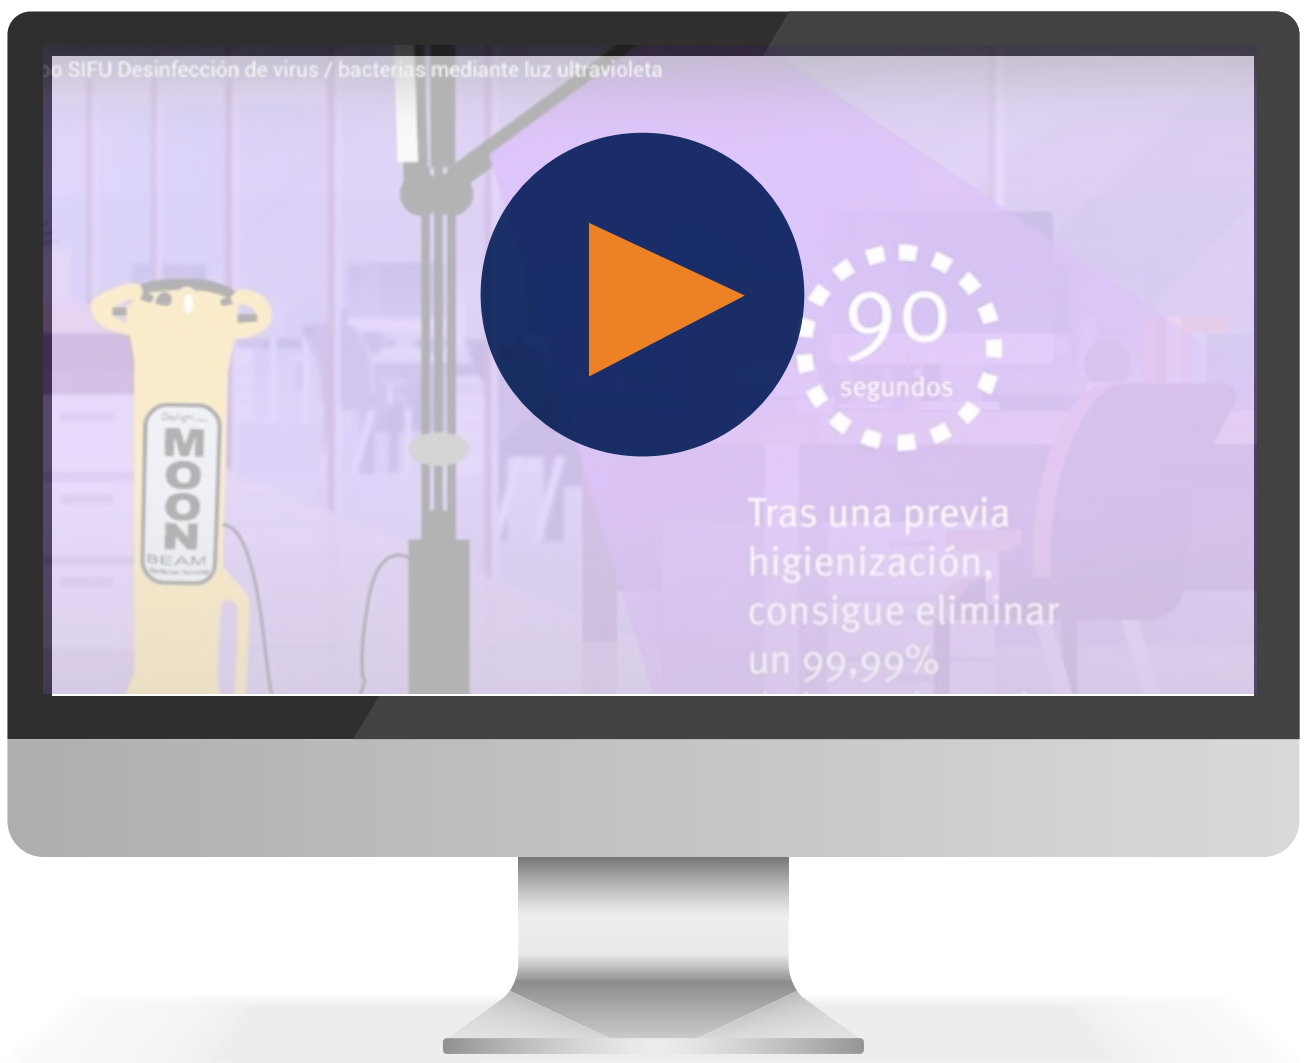 SIFU Desinfección de virus / bacterias mediante luz ultravioleta
90
segundos
MOON
BEAM
Tras una previa
higienización,
consigue eliminar
un 99,99%